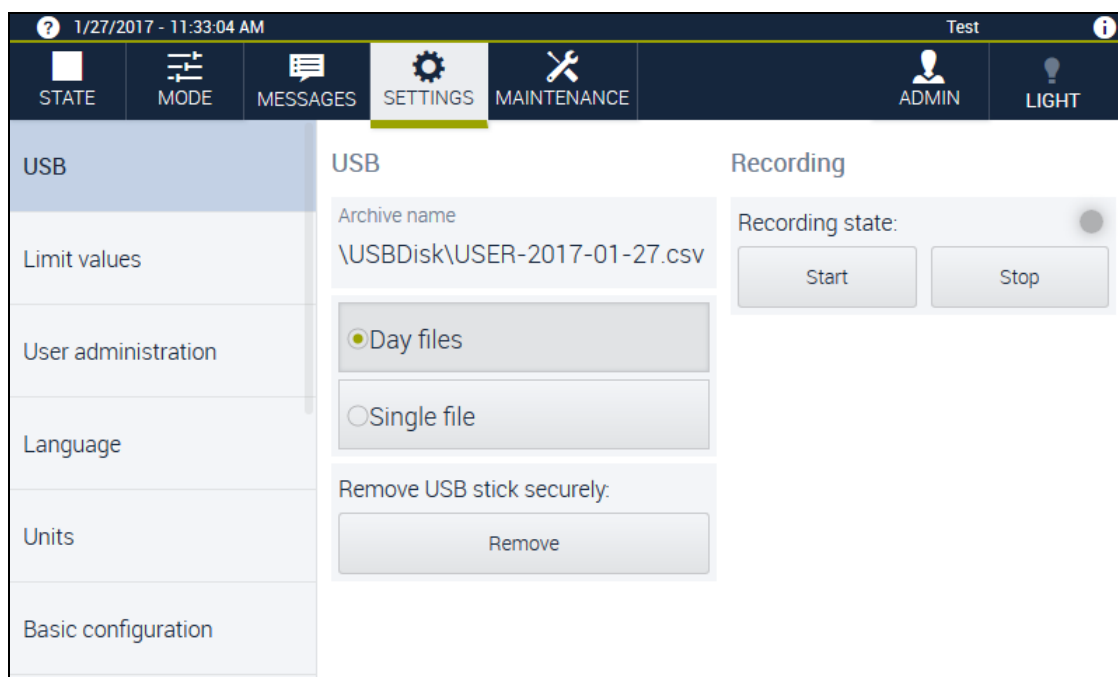 ? 1/27/2017 - 11:33:04 AM Test i
STATE MODE MESSAGES SETTINGS MAINTENANCE ADMIN LIGHT
USB
Limit values
User administration
Language
Units
Basic configuration
USB
Archive name
\USBDisk\USER-2017-01-27.csv
Day files
Single file
Remove USB stick securely:
Remove
Recording
Recording state:
Start Stop